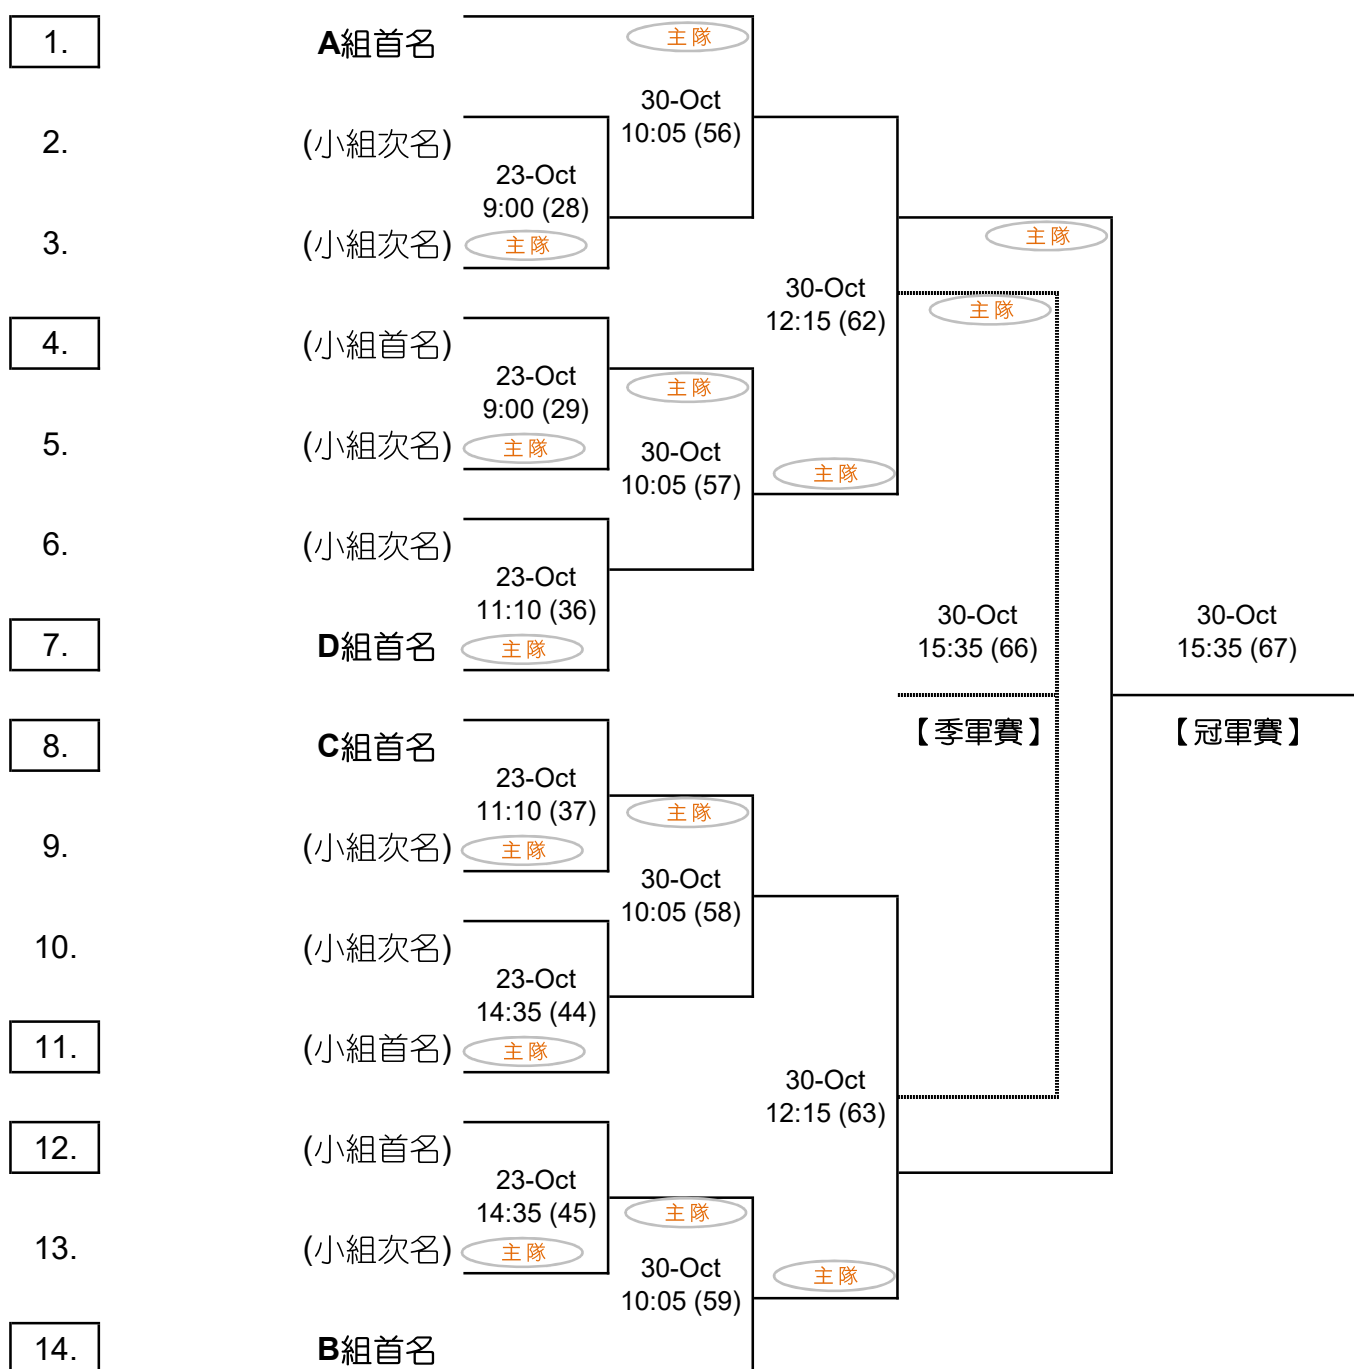 1. A組首名 主隊
30-Oct
10:05 (56)
2. (小組次名)
23-Oct
9:00 (28)
3. (小組次名) 主隊
主隊
30-Oct
12:15 (62)
主隊
4. (小組首名)
23-Oct
9:00 (29)
主隊
5. (小組次名) 主隊
30-Oct
10:05 (57)
主隊
6. (小組次名)
23-Oct
11:10 (36)
7. D組首名 主隊
30-Oct
15:35 (66)
30-Oct
15:35 (67)
【季軍賽】
【冠軍賽】
8. C組首名
23-Oct
11:10 (37)
主隊
9. (小組次名) 主隊
30-Oct
10:05 (58)
10. (小組次名)
23-Oct
14:35 (44)
11. (小組首名) 主隊
30-Oct
12:15 (63)
12. (小組首名)
23-Oct
14:35 (45)
主隊
13. (小組次名) 主隊
30-Oct
10:05 (59)
主隊
14. B組首名